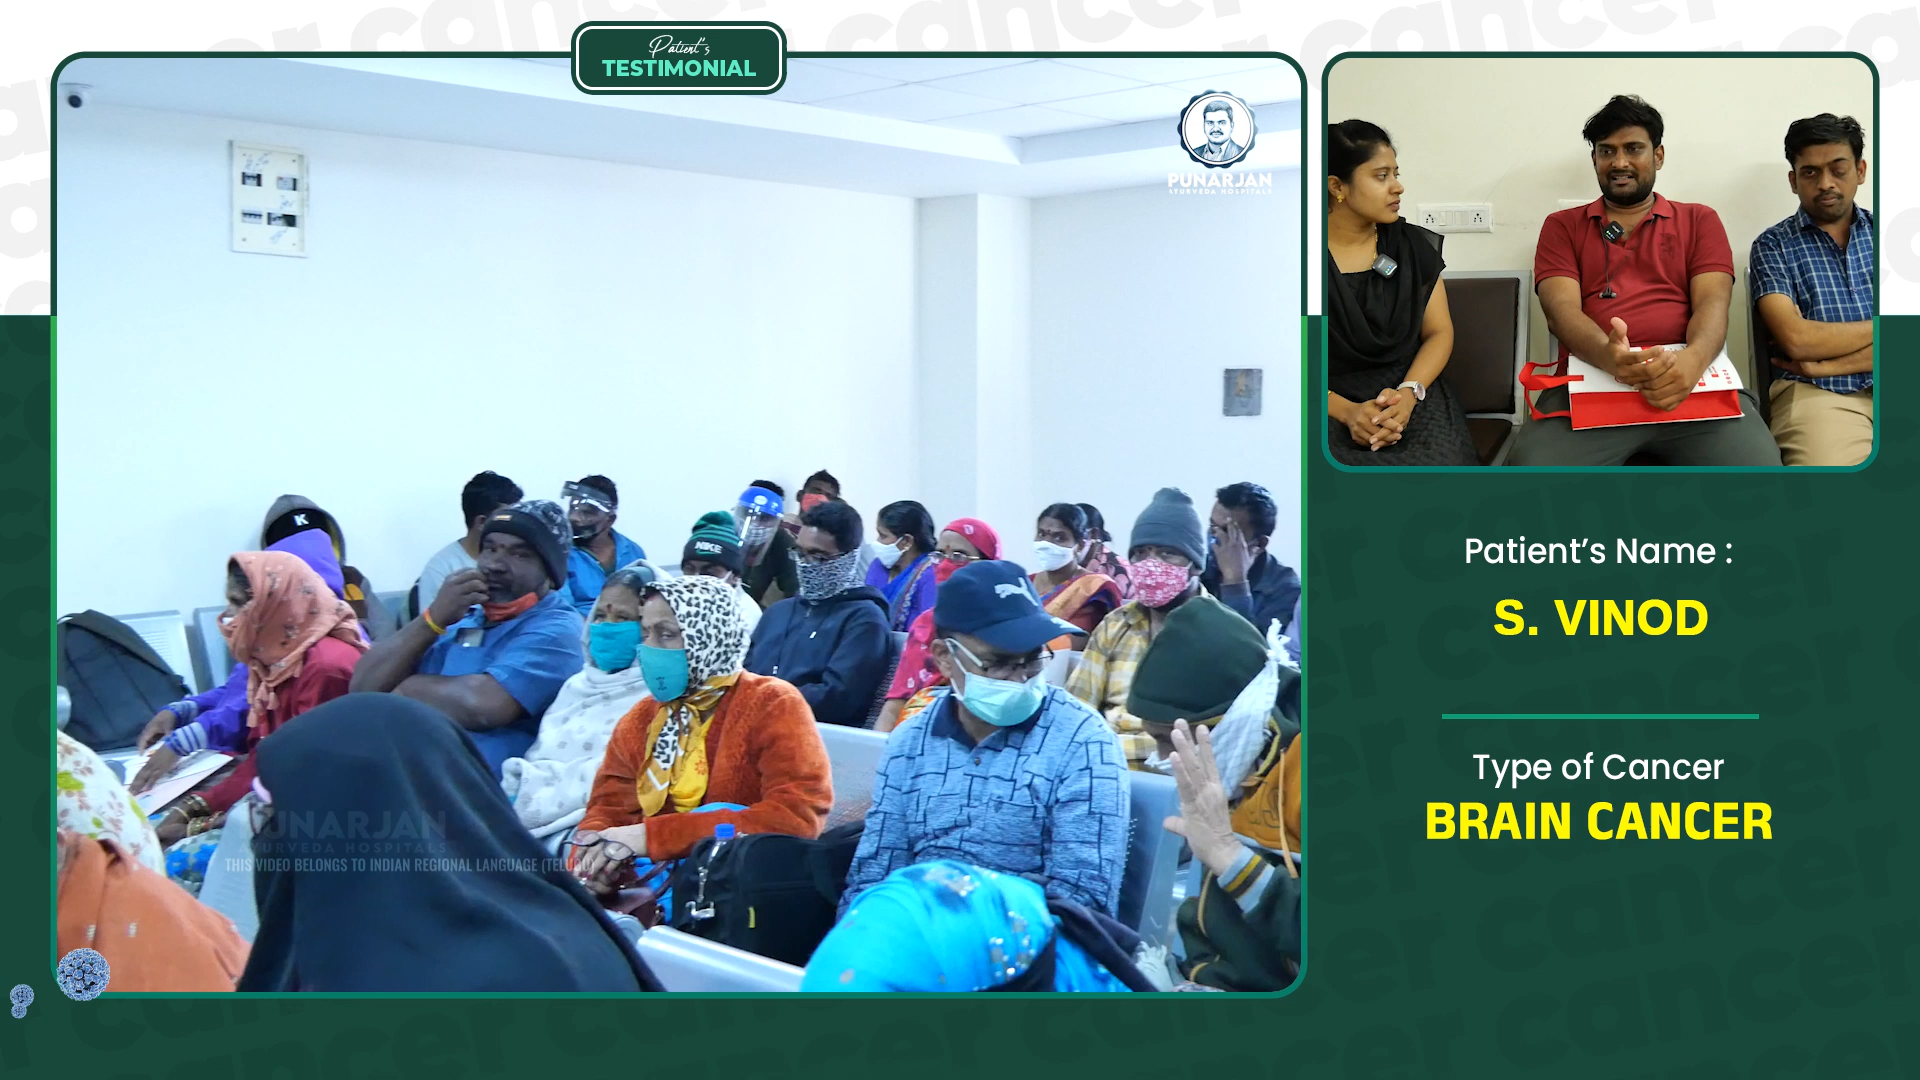 Patient's
TESTIMONIAL
PUNARJAN
AYURVEDA HOSPITALS
K
NIKE
PUNARJAN
AYURVEDA HOSPITALS
THIS VIDEO BELONGS TO INDIAN REGIONAL LANGUAGE (TELUGU)
Patient’s Name :
S. VINOD
Type of Cancer
BRAIN CANCER